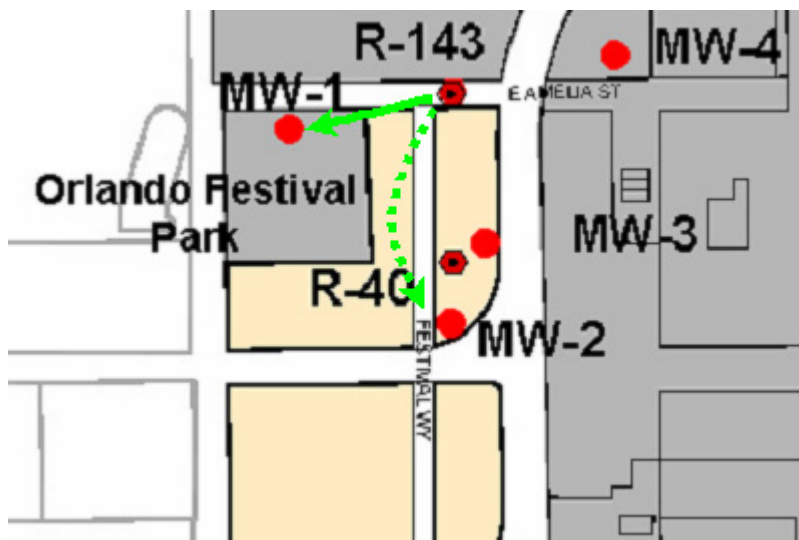 R-143
MW-4
MW-1
E AMELIA ST
Orlando Festival
Park
MW-3
R-40
MW-2
FESTIVAL WY